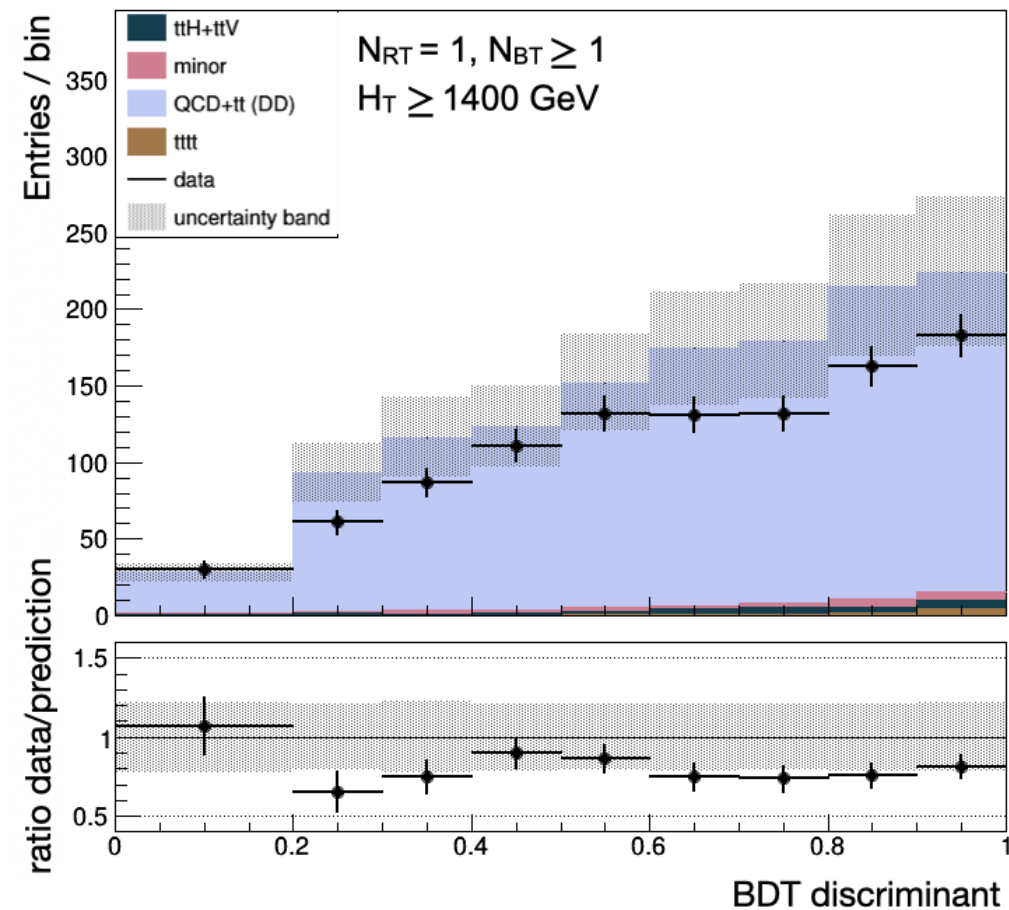 Entries / bin
ttH+ttV
minor
QCD+tt (DD)
tttt
data
uncertainty band
N_RT = 1, N_BT ≥ 1
H_T ≥ 1400 GeV
350
300
250
200
150
100
50
0
ratio data/prediction
1.5
1
0.5
0 0.2 0.4 0.6 0.8 1
BDT discriminant